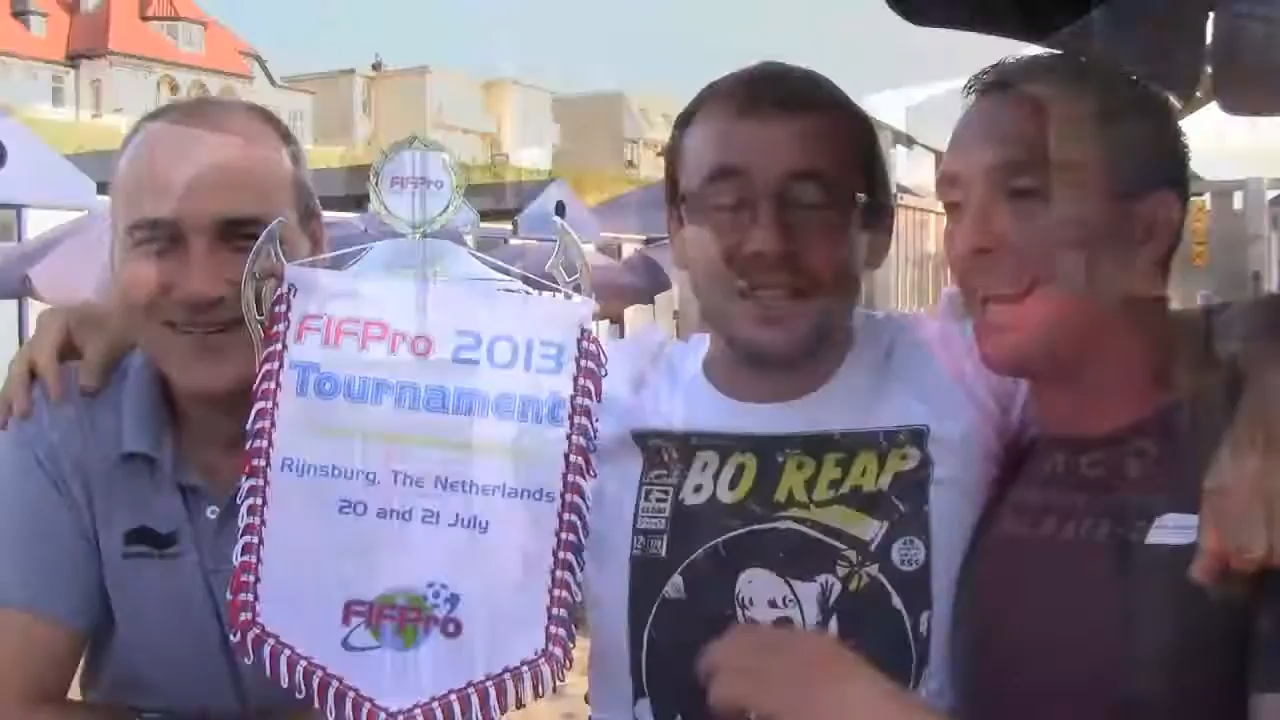 FIFPro
FIFPro 2013
Tournament
Rijnsburg, The Netherlands
20 and 21 July
FIFPro
BO REAP